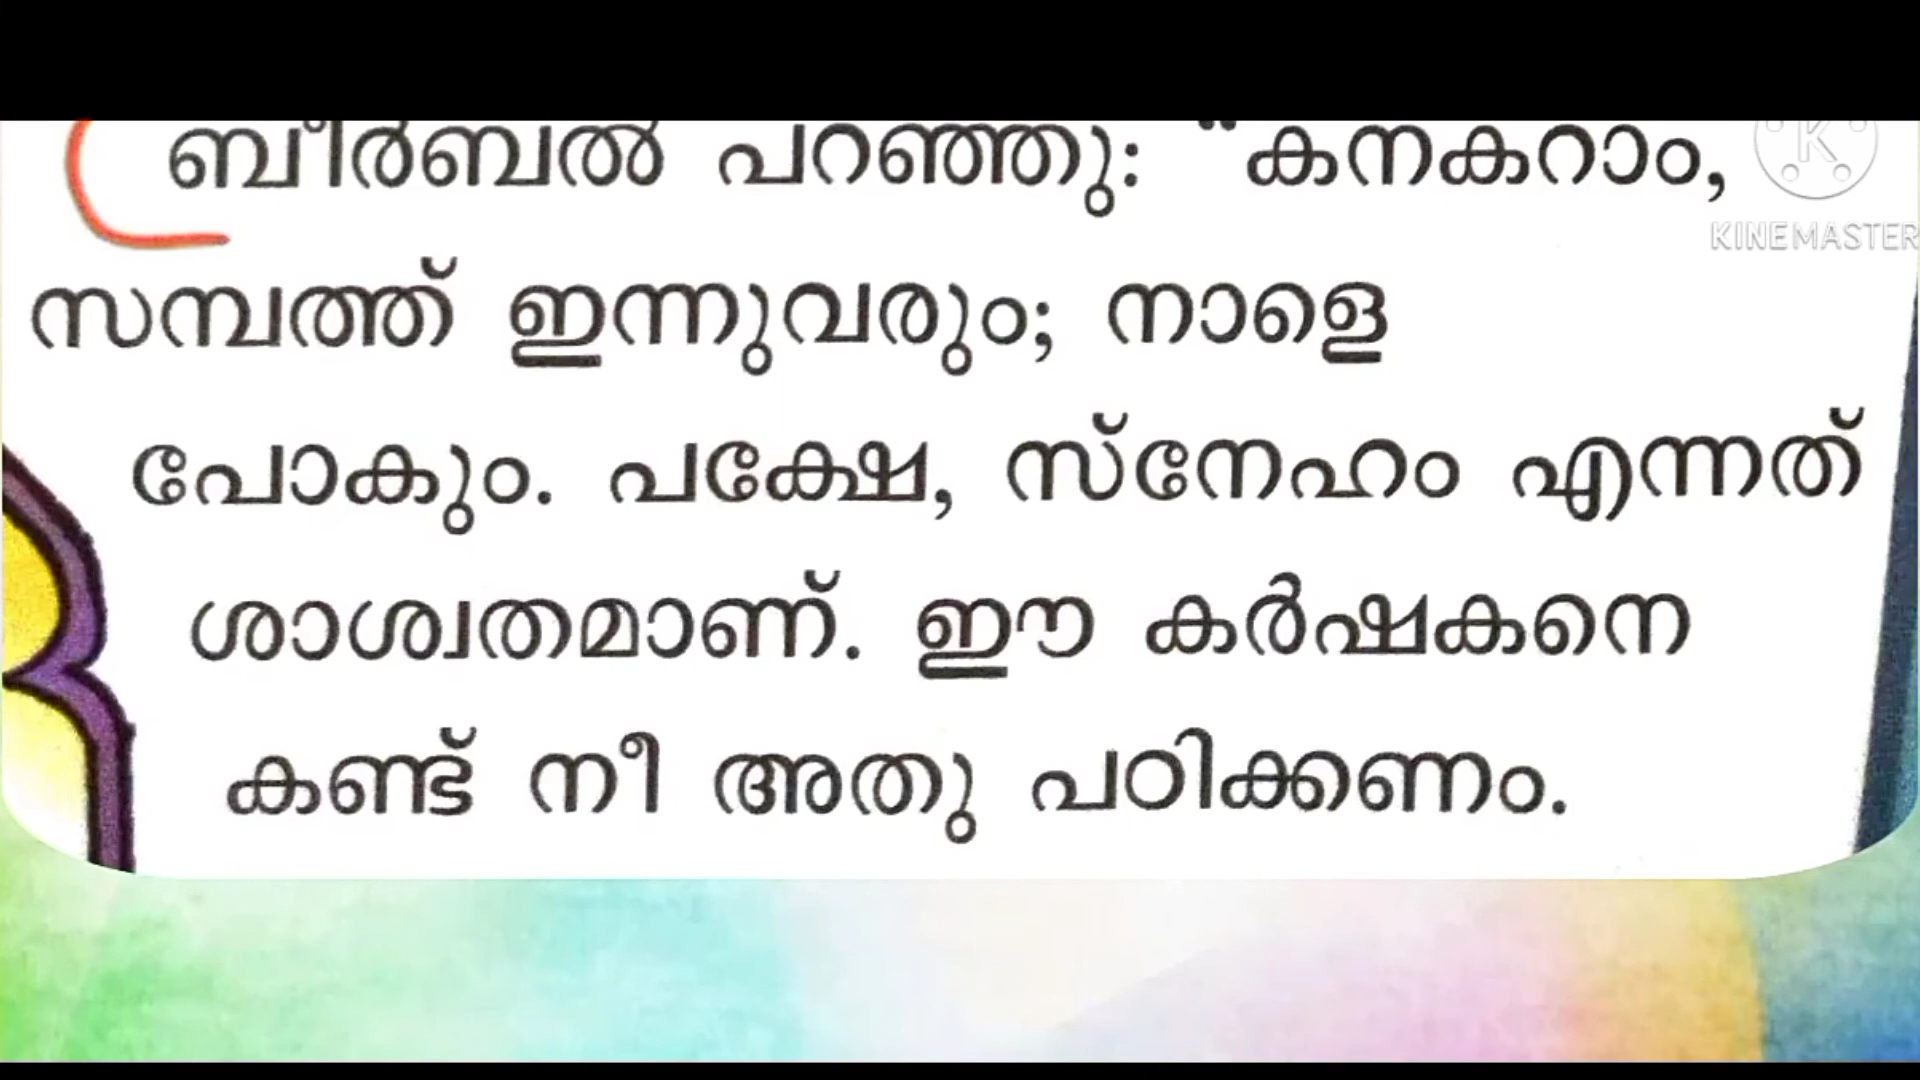 ബീർബൽ പറഞ്ഞു: "കനകറാം,
KINEMASTER
സമ്പത്ത് ഇന്നുവരും; നാളെ
പോകും. പക്ഷേ, സ്നേഹം എന്നത്
ശാശ്വതമാണ്. ഈ കർഷകനെ
കണ്ട് നീ അതു പഠിക്കണം.